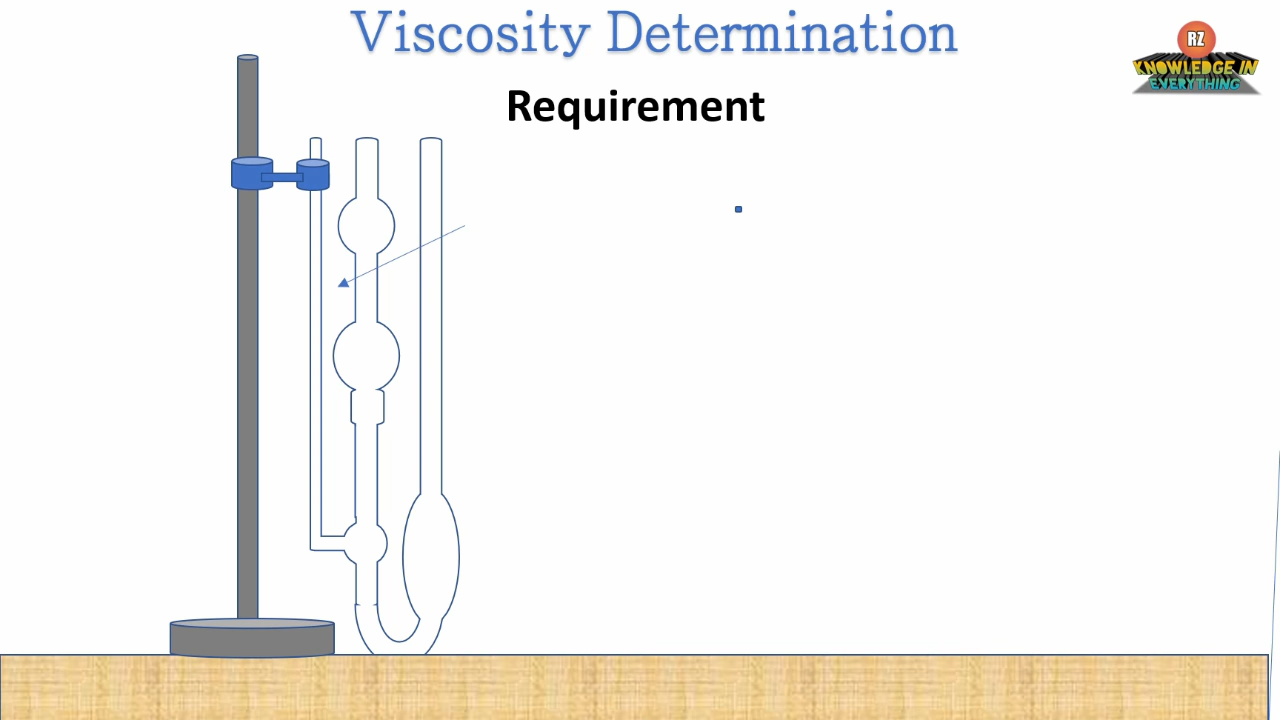 Viscosity Determination
Requirement
RZ
KNOWLEDGE IN
EVERYTHING